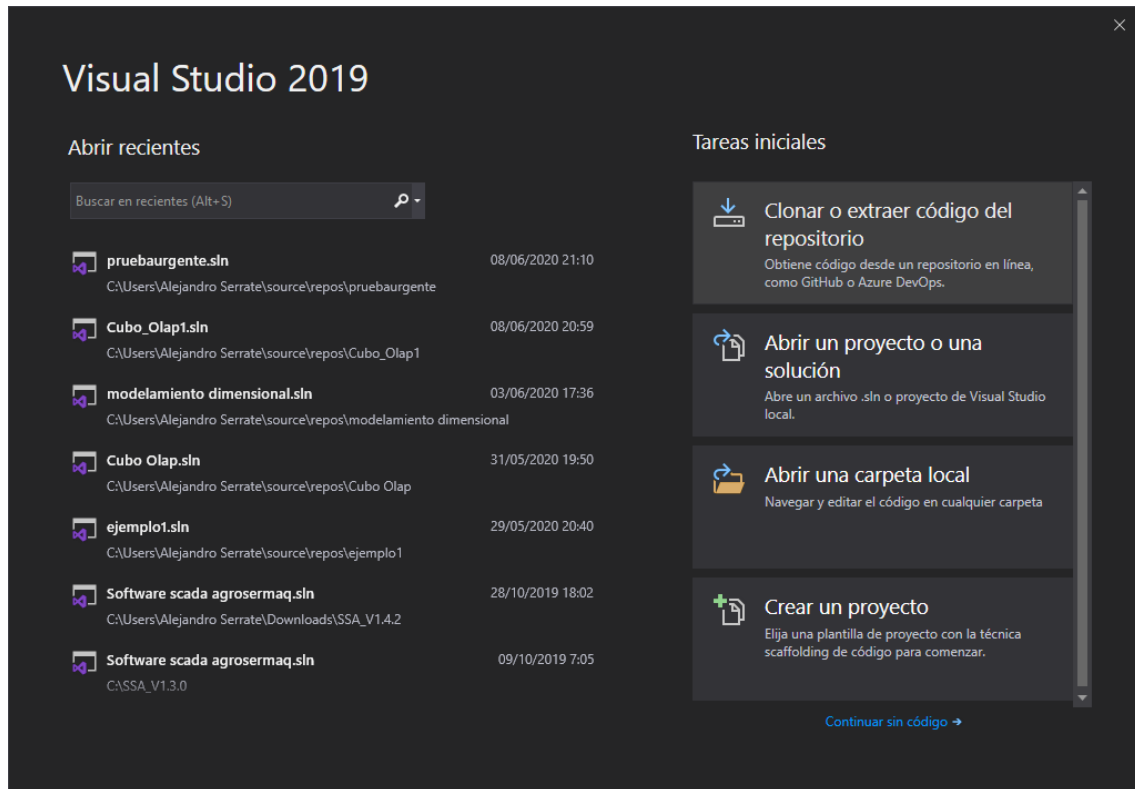 Visual Studio 2019
Abrir recientes
Buscar en recientes (Alt+S)
pruebaurgente.sln 08/06/2020 21:10
C:\Users\Alejandro Serrate\source\repos\pruebaurgente
Cubo_Olap1.sln 08/06/2020 20:59
C:\Users\Alejandro Serrate\source\repos\Cubo_Olap1
modelamiento dimensional.sln 03/06/2020 17:36
C:\Users\Alejandro Serrate\source\repos\modelamiento dimensional
Cubo Olap.sln 31/05/2020 19:50
C:\Users\Alejandro Serrate\source\repos\Cubo Olap
ejemplo1.sln 29/05/2020 20:40
C:\Users\Alejandro Serrate\source\repos\ejemplo1
Software scada agrosermaq.sln 28/10/2019 18:02
C:\Users\Alejandro Serrate\Downloads\SSA_V1.4.2
Software scada agrosermaq.sln 09/10/2019 7:05
C:\SSA_V1.3.0
Tareas iniciales
Clonar o extraer código del
repositorio
Obtiene código desde un repositorio en línea,
como GitHub o Azure DevOps.
Abrir un proyecto o una
solución
Abre un archivo .sln o proyecto de Visual Studio
local.
Abrir una carpeta local
Navegar y editar el código en cualquier carpeta
Crear un proyecto
Elija una plantilla de proyecto con la técnica
scaffolding de código para comenzar.
Continuar sin código →